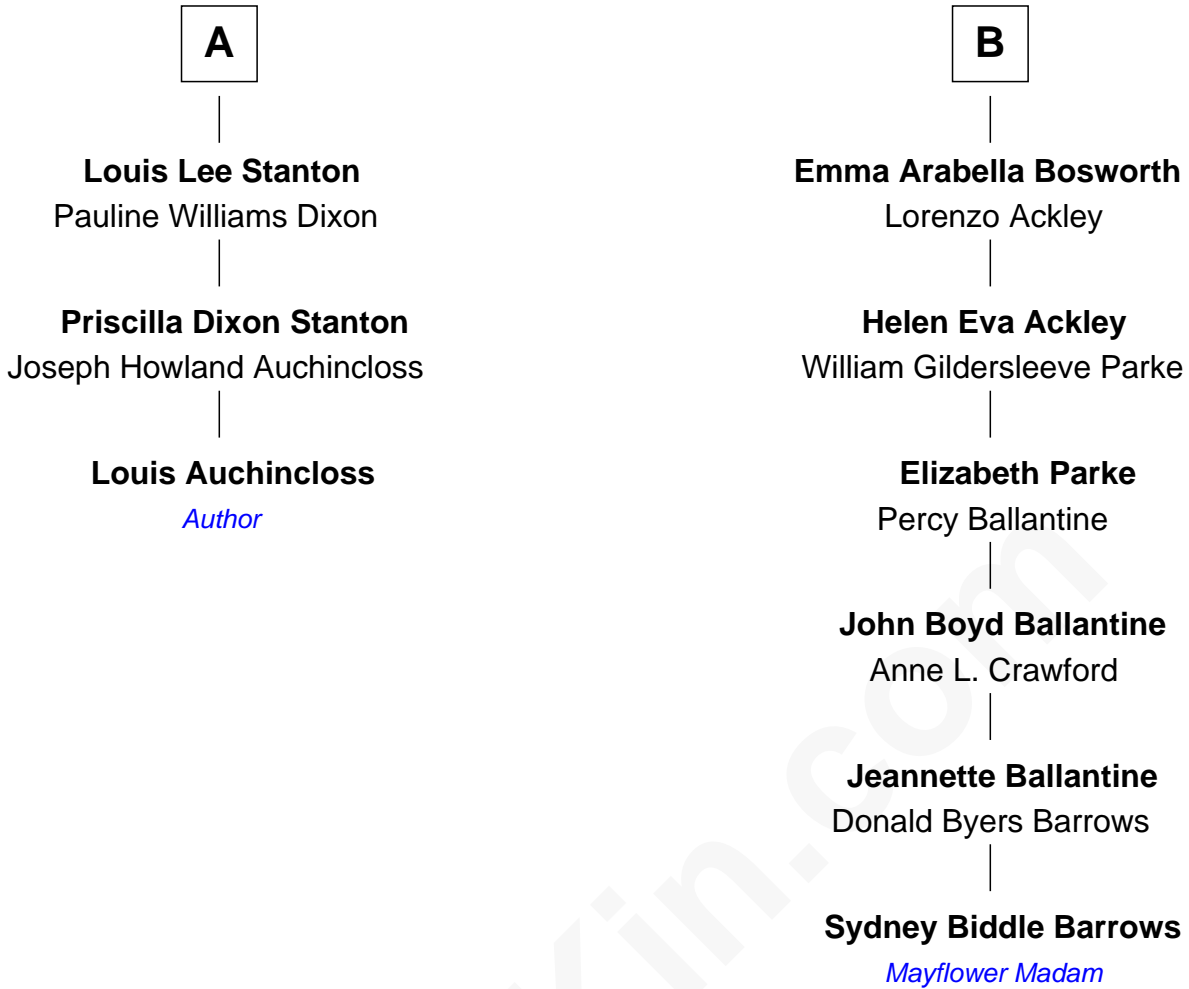 A
Louis Lee Stanton
Pauline Williams Dixon
Priscilla Dixon Stanton
Joseph Howland Auchincloss
Louis Auchincloss
Author
B
Emma Arabella Bosworth
Lorenzo Ackley
Helen Eva Ackley
William Gildersleeve Parke
Elizabeth Parke
Percy Ballantine
John Boyd Ballantine
Anne L. Crawford
Jeannette Ballantine
Donald Byers Barrows
Sydney Biddle Barrows
Mayflower Madam
Kin.com